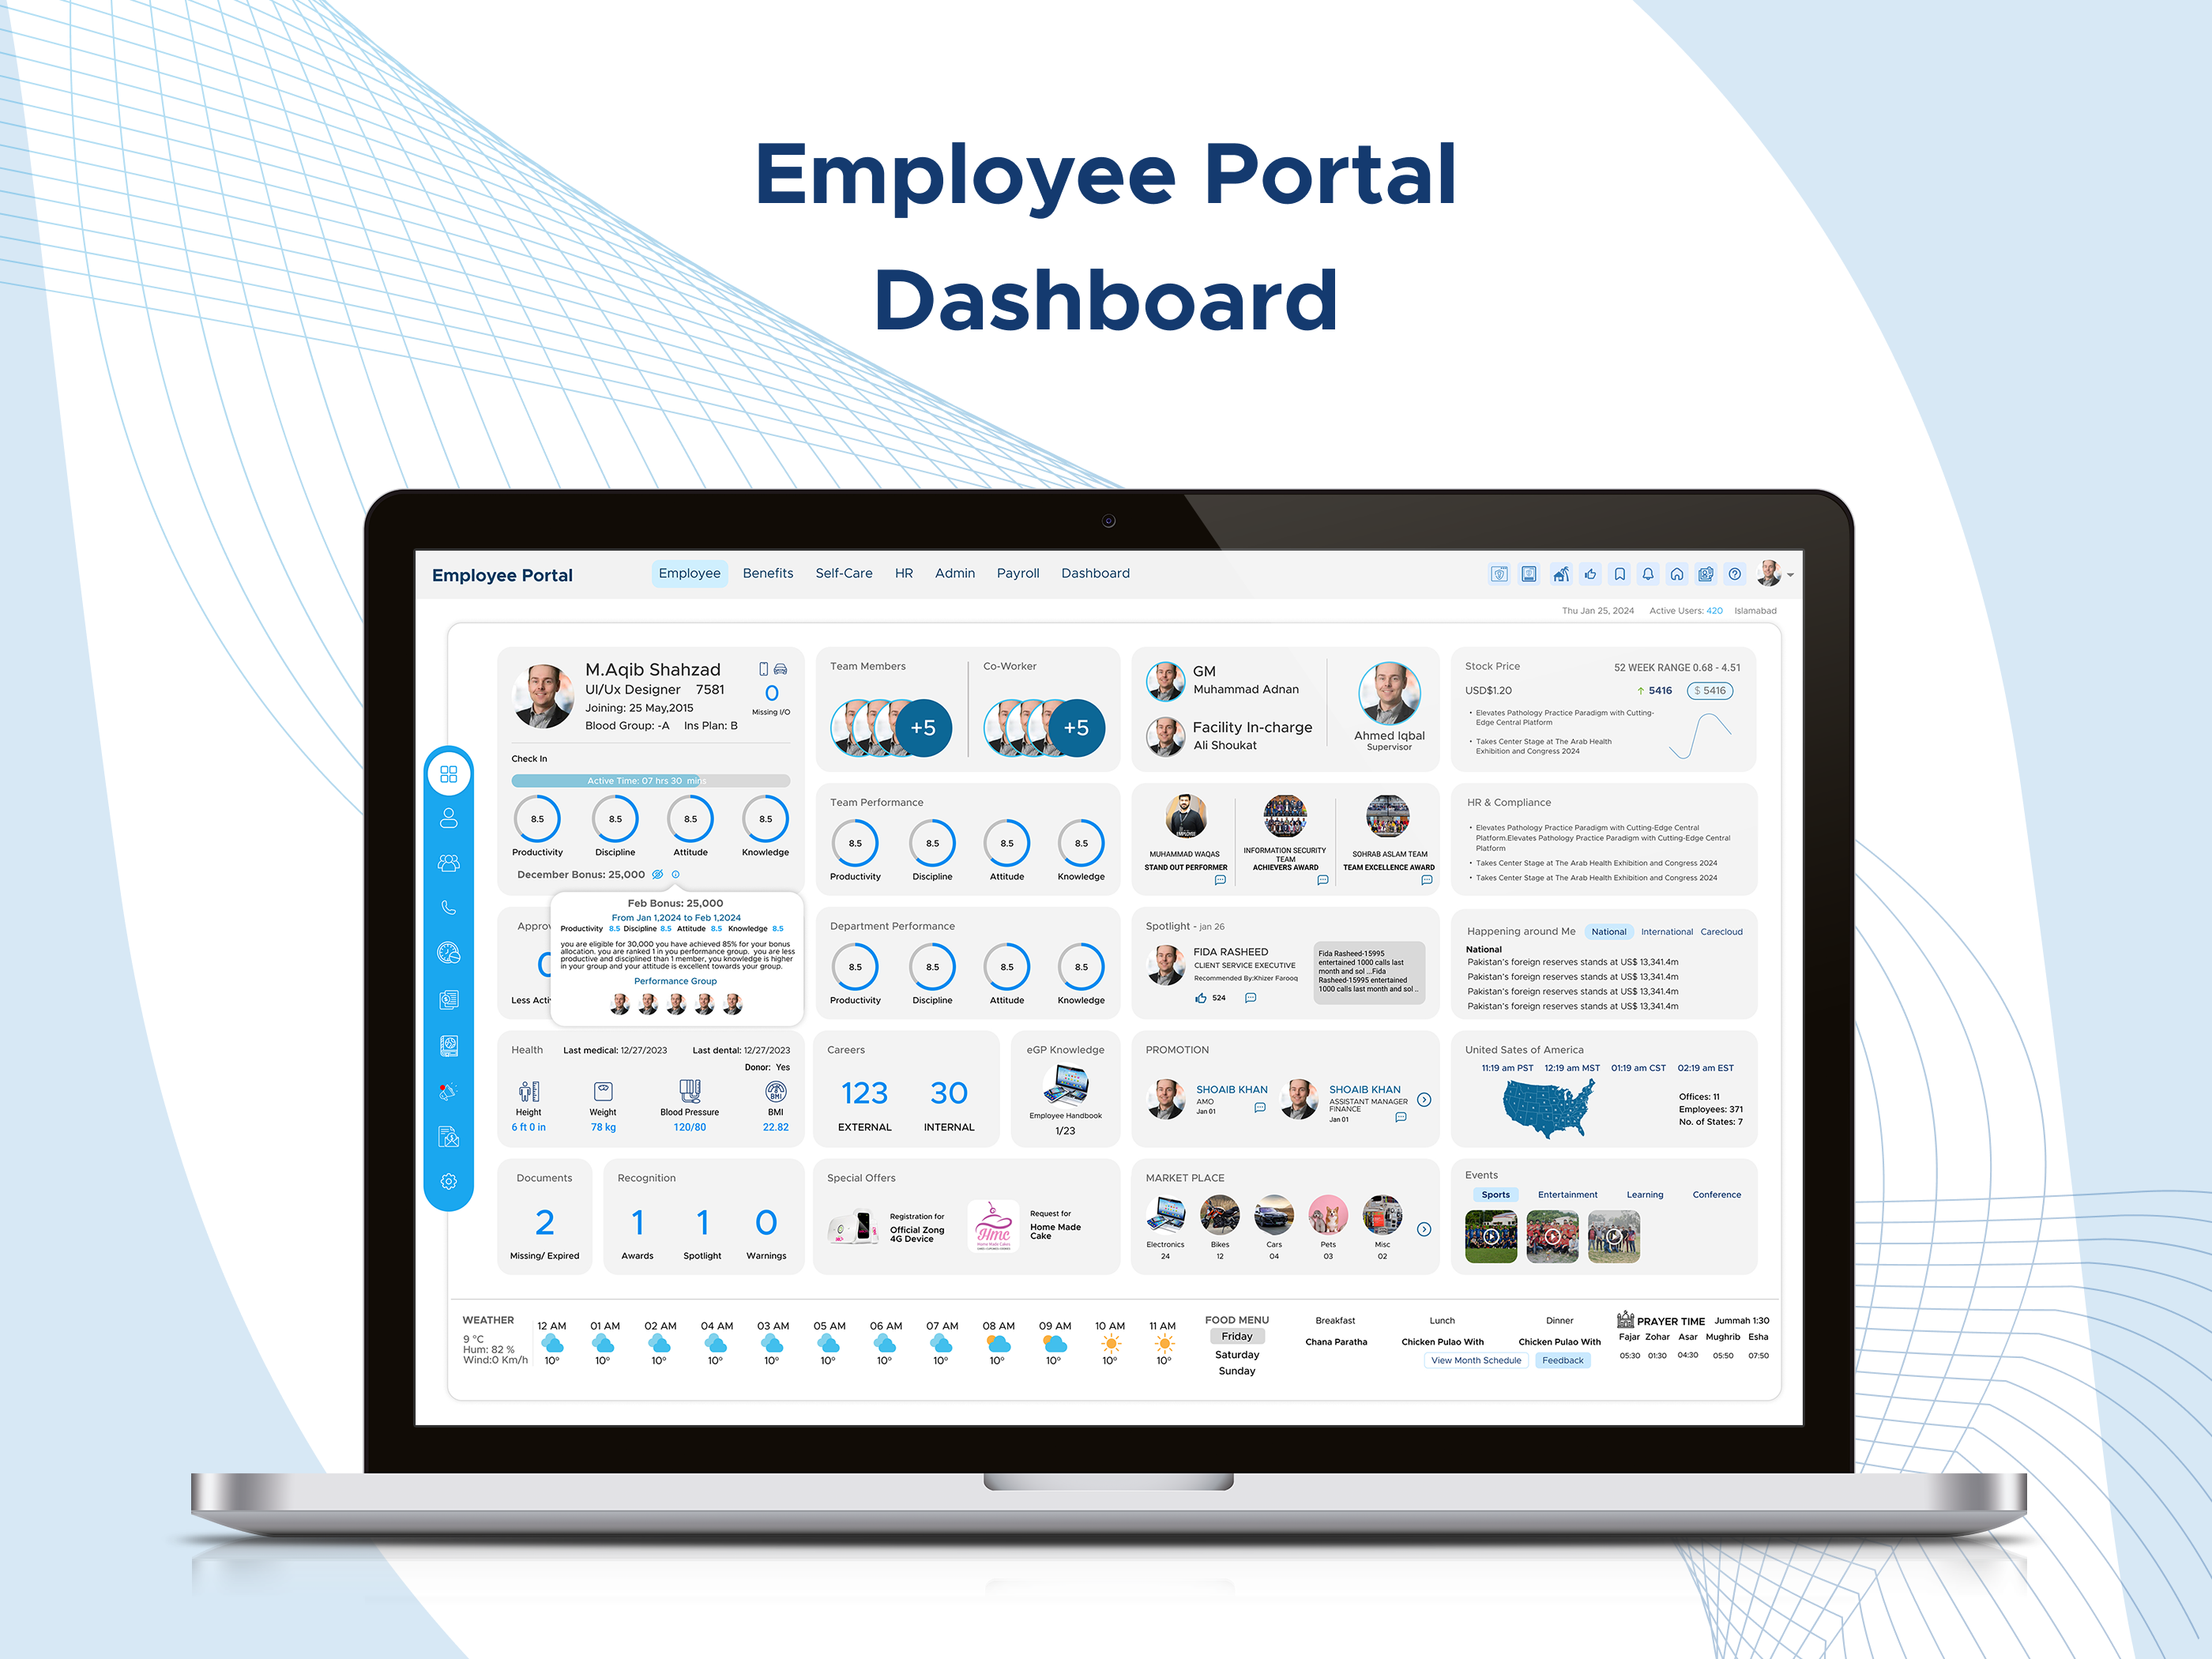 Employee Portal
Dashboard
Employee Portal
Employee Benefits Self-Care HR Admin Payroll Dashboard
Thu Jan 25, 2024 Active Users: 420 Islamabad
M.Aqib Shahzad
UI/Ux Designer 7581
Joining: 25 May,2015
Blood Group: -A Ins Plan: B
0
Missing I/O
Check In
Active Time: 07 hrs 30 mins
8.5 8.5 8.5 8.5
Productivity Discipline Attitude Knowledge
December Bonus: 25,000
Feb Bonus: 25,000
From Jan 1,2024 to Feb 1,2024
Productivity 8.5 Discipline 8.5 Attitude 8.5 Knowledge 8.5
you are eligible for 30,000 you have achieved 85% for your bonus
allocation, you are ranked 1 in you performance group, you are less
productive and disciplined than 1 member, you knowledge is higher
in your group and your attitude is excellent towards your group.
Performance Group
Approv
Less Activ
Team Members
+5
Co-Worker
+5
GM
Muhammad Adnan
Facility In-charge
Ali Shoukat
Ahmed Iqbal
Supervisor
Stock Price
52 WEEK RANGE 0.68 - 4.51
USD$1.20
5416
$ 5416
• Elevates Pathology Practice Paradigm with Cutting-
Edge Central Platform
• Takes Center Stage at The Arab Health
Exhibition and Congress 2024
Team Performance
8.5 8.5 8.5 8.5
Productivity Discipline Attitude Knowledge
EMPLOYEE
MUHAMMAD WAQAS
STAND OUT PERFORMER
INFORMATION SECURITY
TEAM
ACHIEVERS AWARD
SOHRAB ASLAM TEAM
TEAM EXCELLENCE AWARD
HR & Compliance
• Elevates Pathology Practice Paradigm with Cutting-Edge Central
Platform.Elevates Pathology Practice Paradigm with Cutting-Edge Central
Platform
• Takes Center Stage at The Arab Health Exhibition and Congress 2024
• Takes Center Stage at The Arab Health Exhibition and Congress 2024
Department Performance
8.5 8.5 8.5 8.5
Productivity Discipline Attitude Knowledge
Spotlight - jan 26
FIDA RASHEED
CLIENT SERVICE EXECUTIVE
Recommended By:Khizer Farooq
524
Fida Rasheed-15995
entertained 1000 calls last
month and sol ...Fida
Rasheed-15995 entertained
1000 calls last month and sol ..
Happening around Me National International Carecloud
National
Pakistan's foreign reserves stands at US$ 13,341.4m
Pakistan's foreign reserves stands at US$ 13,341.4m
Pakistan's foreign reserves stands at US$ 13,341.4m
Pakistan's foreign reserves stands at US$ 13,341.4m
Health Last medical: 12/27/2023 Last dental: 12/27/2023
Donor: Yes
BMI
Height Weight Blood Pressure BMI
6 ft 0 in 78 kg 120/80 22.82
Careers
123 30
EXTERNAL INTERNAL
eGP Knowledge
Employee Handbook
1/23
PROMOTION
SHOAIB KHAN
AMO
Jan 01
SHOAIB KHAN
ASSISTANT MANAGER
FINANCE
Jan 01
United Sates of America
11:19 am PST 12:19 am MST 01:19 am CST 02:19 am EST
Offices: 11
Employees: 371
No. of States: 7
Documents
2
Missing/ Expired
Recognition
1 1 0
Awards Spotlight Warnings
Special Offers
Registration for
Official Zong
4G Device
Hmc
Home Made Cakes
Request for
Home Made
Cake
MARKET PLACE
Electronics Bikes Cars Pets Misc
24 12 04 03 02
Events
Sports Entertainment Learning Conference
WEATHER
9 °C
Hum: 82 %
Wind:0 Km/h
12 AM 01 AM 02 AM 04 AM 03 AM 05 AM 06 AM 07 AM 08 AM 09 AM 10 AM 11 AM
10° 10° 10° 10° 10° 10° 10° 10° 10° 10° 10° 10°
FOOD MENU
Friday
Saturday
Sunday
Breakfast Lunch Dinner
Chana Paratha Chicken Pulao With Chicken Pulao With
View Month Schedule Feedback
PRAYER TIME Jummah 1:30
Fajar Zohar Asar Mughrib Esha
05:30 01:30 04:30 05:50 07:50